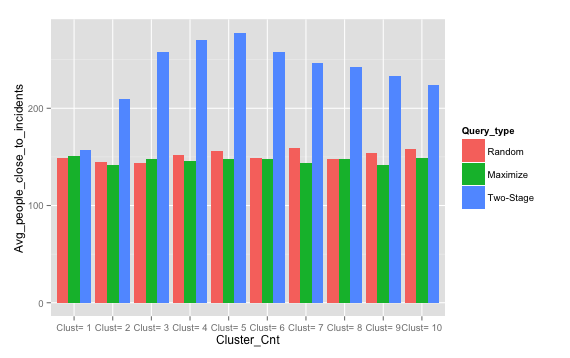 Avg_people_close_to_incidents
200
100
0
Clust= 1 Clust= 2 Clust= 3 Clust= 4 Clust= 5 Clust= 6 Clust= 7 Clust= 8 Clust= 9 Clust= 10
Cluster_Cnt
Query_type
Random
Maximize
Two-Stage